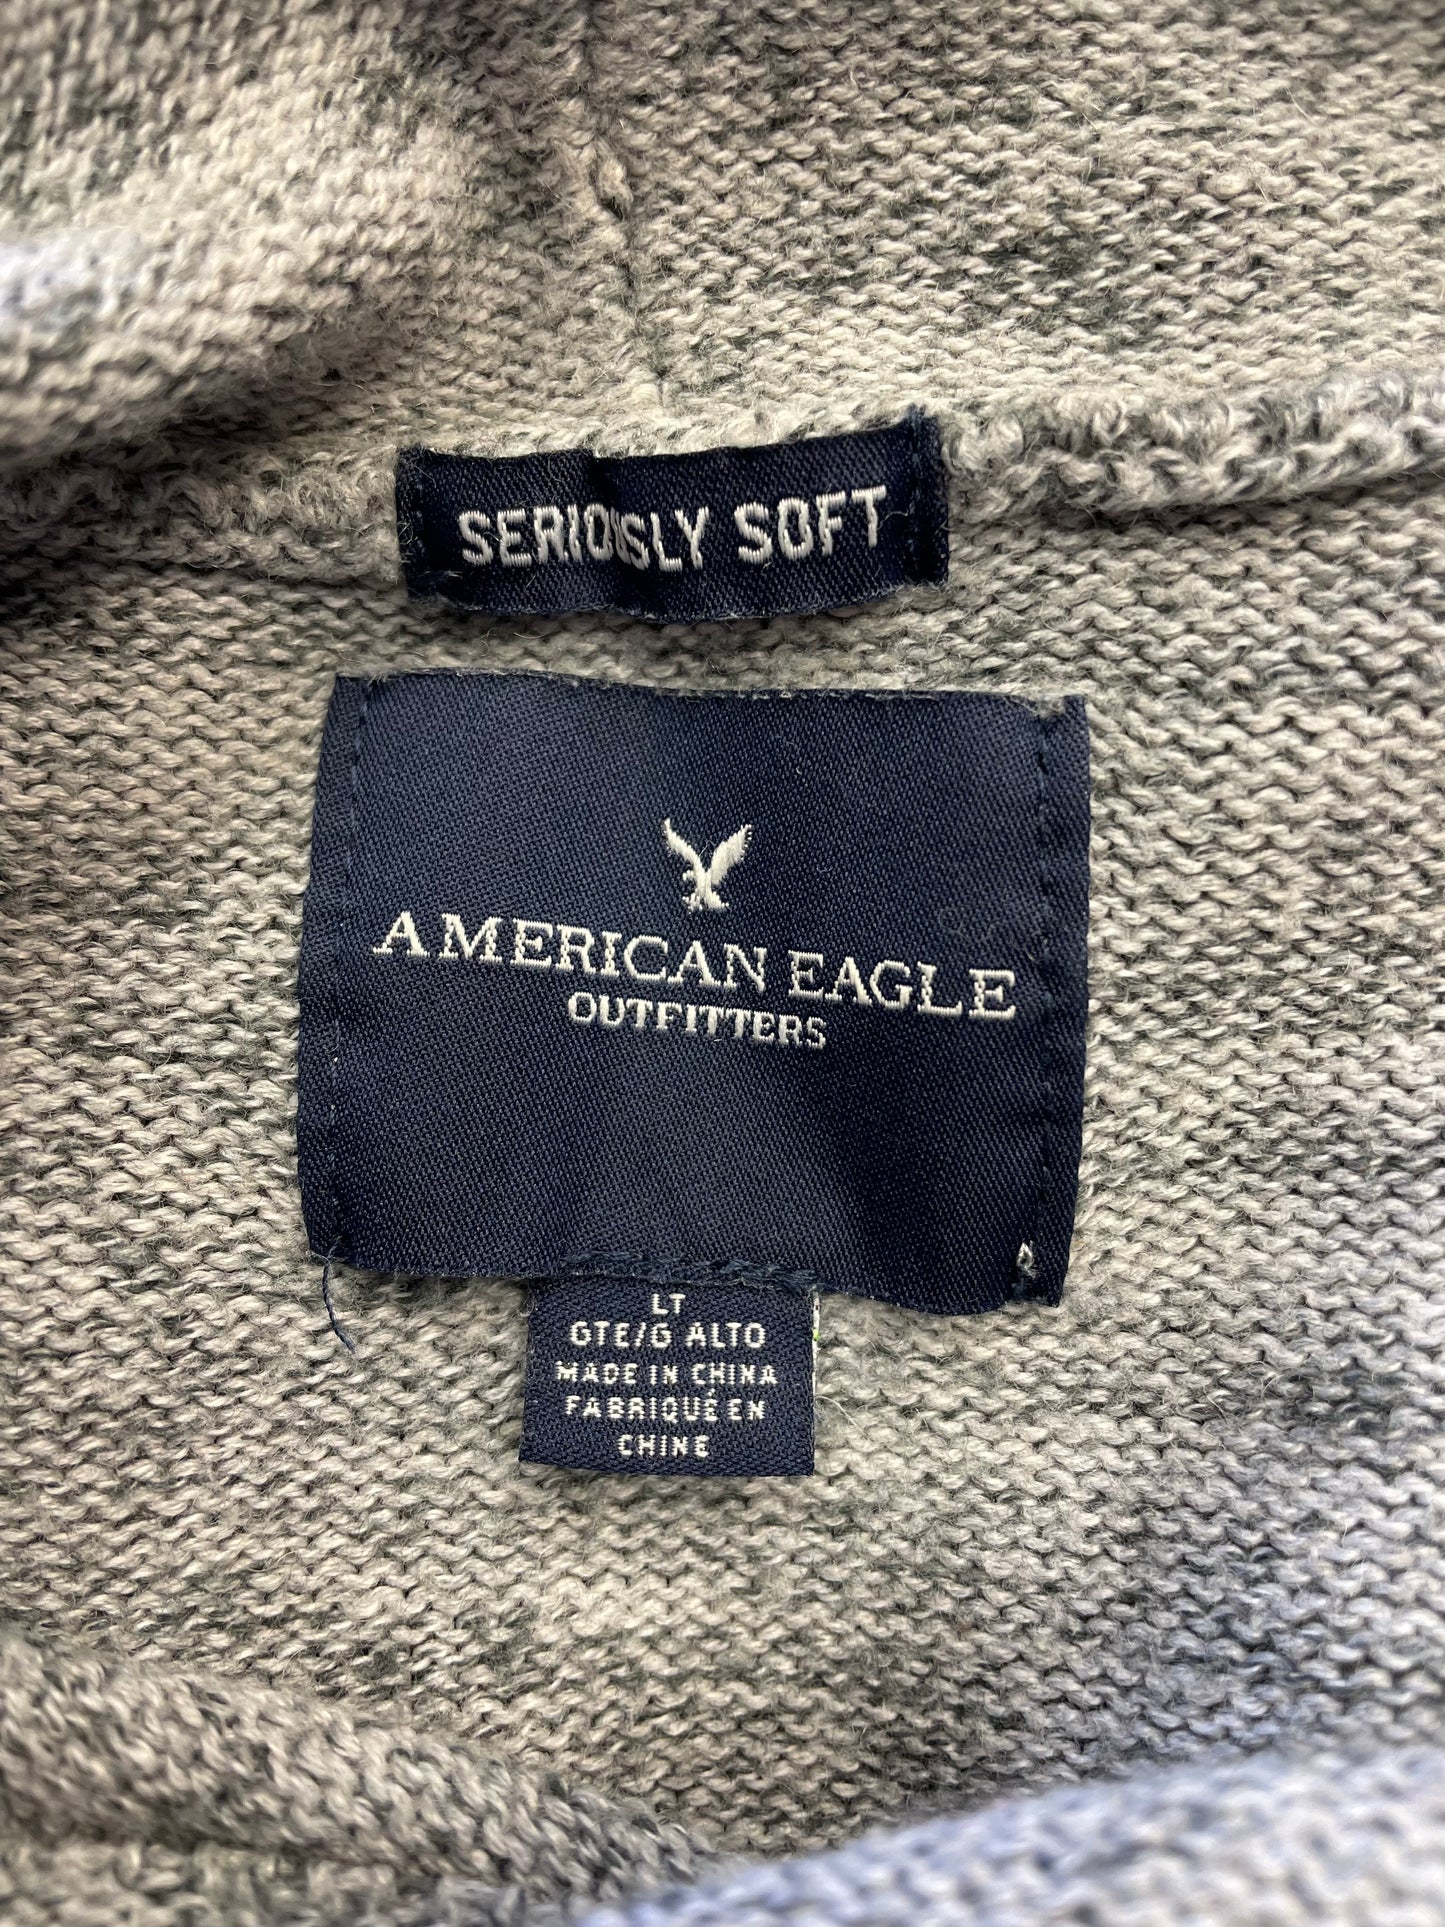 SERIOUSLY SOFT
AMERICAN EAGLE
OUTFITTERS
LT
GTE/G ALTO
MADE IN CHINA
FABRIQUÉ EN
CHINE